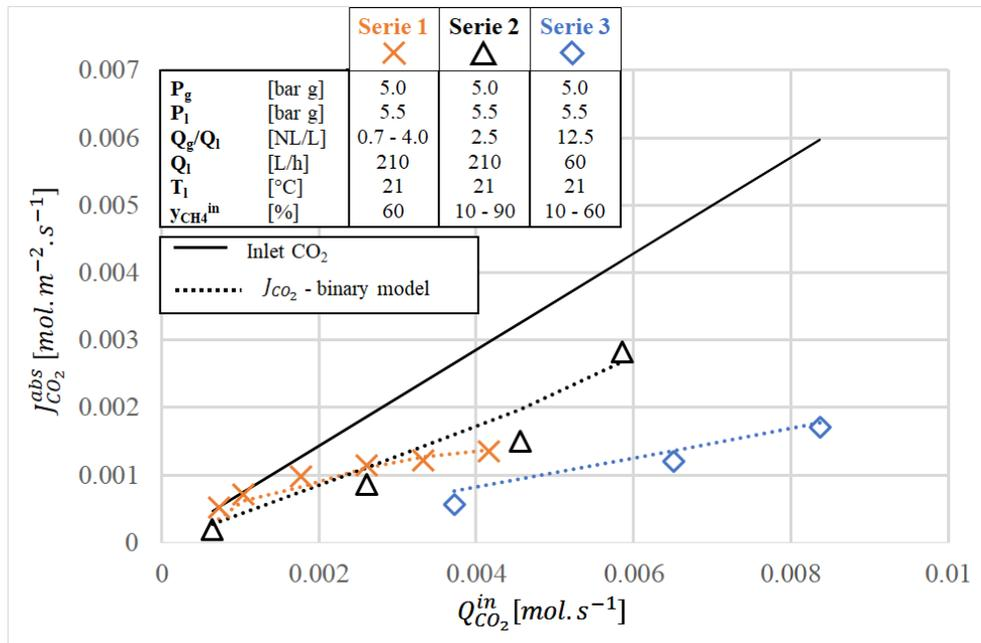 Serie 1 Serie 2 Serie 3
P_g [bar g] 5.0 5.0 5.0
P_l [bar g] 5.5 5.5 5.5
Q_g/Q_l [NL/L] 0.7 - 4.0 2.5 12.5
Q_l [L/h] 210 210 60
T_l [°C] 21 21 21
y_CH4^in [%] 60 10 - 90 10 - 60
Inlet CO₂
J_CO₂ - binary model
0.007
0.006
0.005
0.004
0.003
0.002
0.001
0
J_CO₂^abs [mol.m⁻².s⁻¹]
0 0.002 0.004 0.006 0.008 0.01
Q_CO₂^in [mol.s⁻¹]